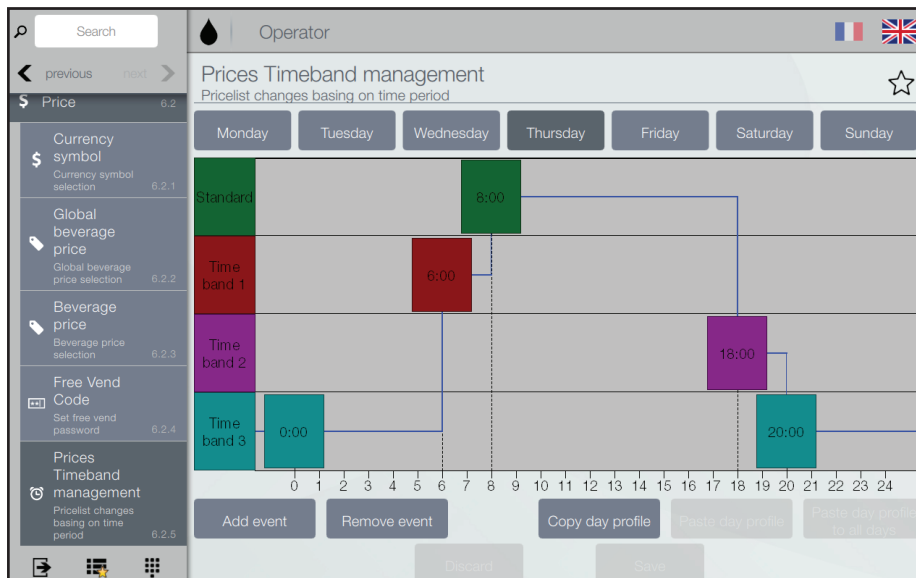 Search
Operator
previous
next
Price
6.2
Prices Timeband management
Pricelist changes basing on time period
Monday
Tuesday
Wednesday
Thursday
Friday
Saturday
Sunday
Currency
symbol
Currency symbol
selection
6.2.1
Global
beverage
price
Global beverage
price selection
6.2.2
Beverage
price
Beverage price
selection
6.2.3
Free Vend
Code
Set free vend
password
6.2.4
Prices
Timeband
management
Pricelist changes
basing on time
period
6.2.5
Standard
8:00
Time
band 1
6:00
Time
band 2
18:00
Time
band 3
0:00
20:00
0 1 2 3 4 5 6 7 8 9 10 11 12 13 14 15 16 17 18 19 20 21 22 23 24
Add event
Remove event
Copy day profile
Paste day profile
Paste day profile
to all days
Discard
Save